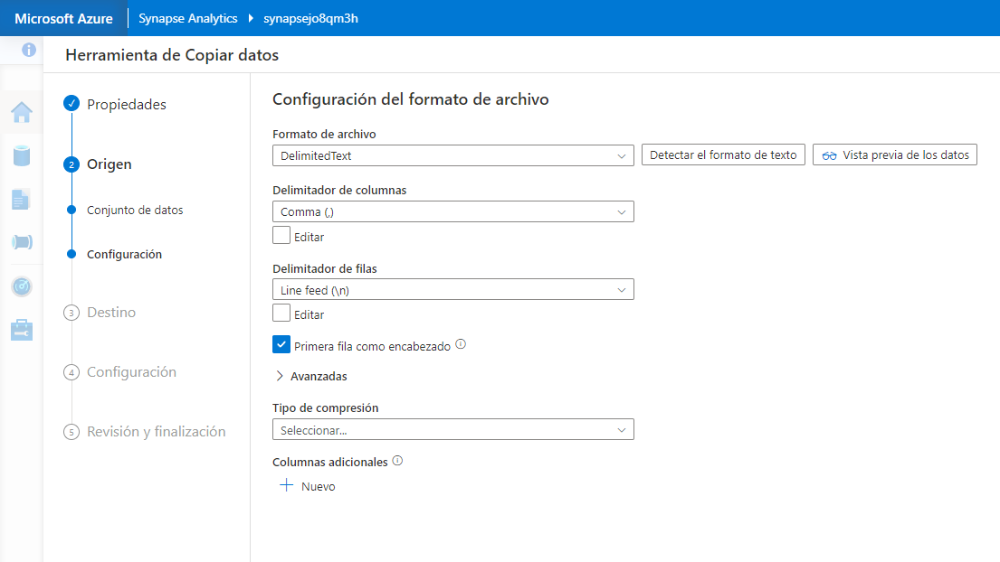 Microsoft Azure
Synapse Analytics
synapsejo8qm3h
Herramienta de Copiar datos
Propiedades
2
Origen
Conjunto de datos
Configuración
3
Destino
4
Configuración
5
Revisión y finalización
Configuración del formato de archivo
Formato de archivo
DelimitedText
Detectar el formato de texto
Vista previa de los datos
Delimitador de columnas
Comma (,)
Editar
Delimitador de filas
Line feed (\n)
Editar
Primera fila como encabezado
Avanzadas
Tipo de compresión
Seleccionar...
Columnas adicionales
Nuevo